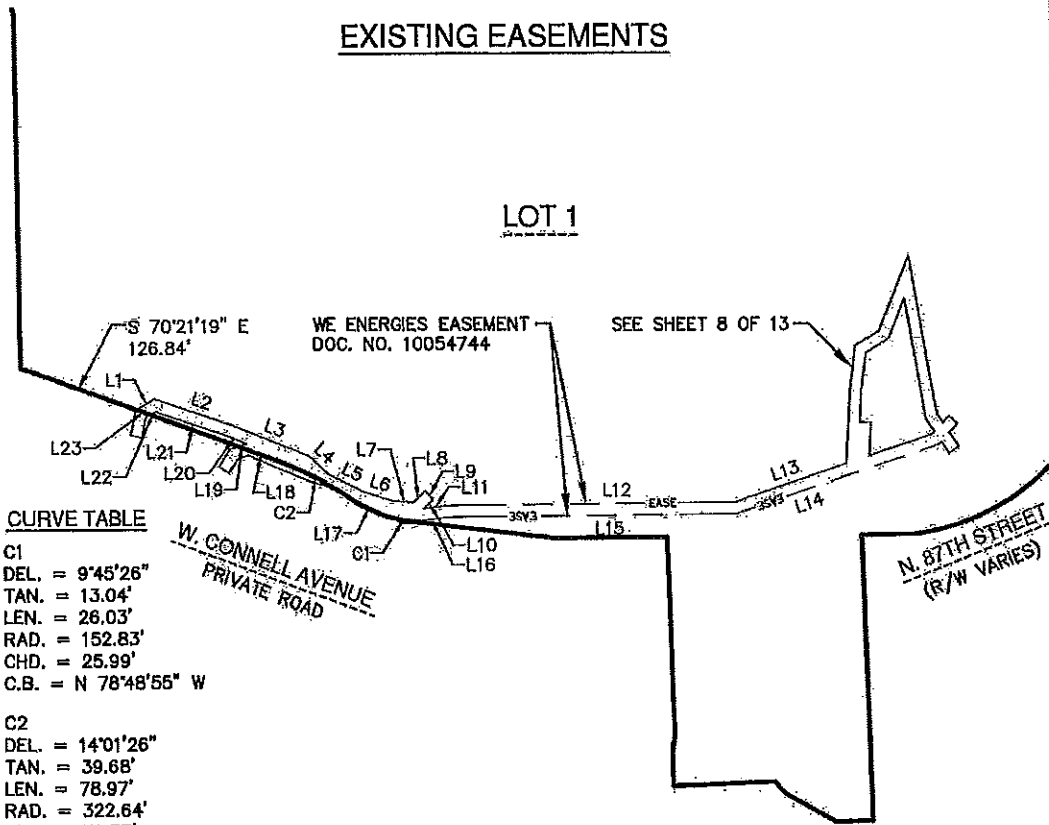 EXISTING EASEMENTS
LOT 1
S 70°21'19" E
126.84'
WE ENERGIES EASEMENT
DOC. NO. 10054744
SEE SHEET 8 OF 13
L1
L2
L3
L4
L5
L6
L7
L8
L9
L11
L12
EASE
L13
EASE
L14
EASE
L15
L10
L16
C1
L17
C2
L18
L19
L20
L21
L22
L23
W. CONNELL AVENUE
PRIVATE ROAD
N. 87TH STREET
(R/W VARIES)
CURVE TABLE
C1
DEL. = 9°45'26"
TAN. = 13.04'
LEN. = 26.03'
RAD. = 152.83'
CHD. = 25.99'
C.B. = N 78°48'55" W
C2
DEL. = 14°01'26"
TAN. = 39.68'
LEN. = 78.97'
RAD. = 322.64'